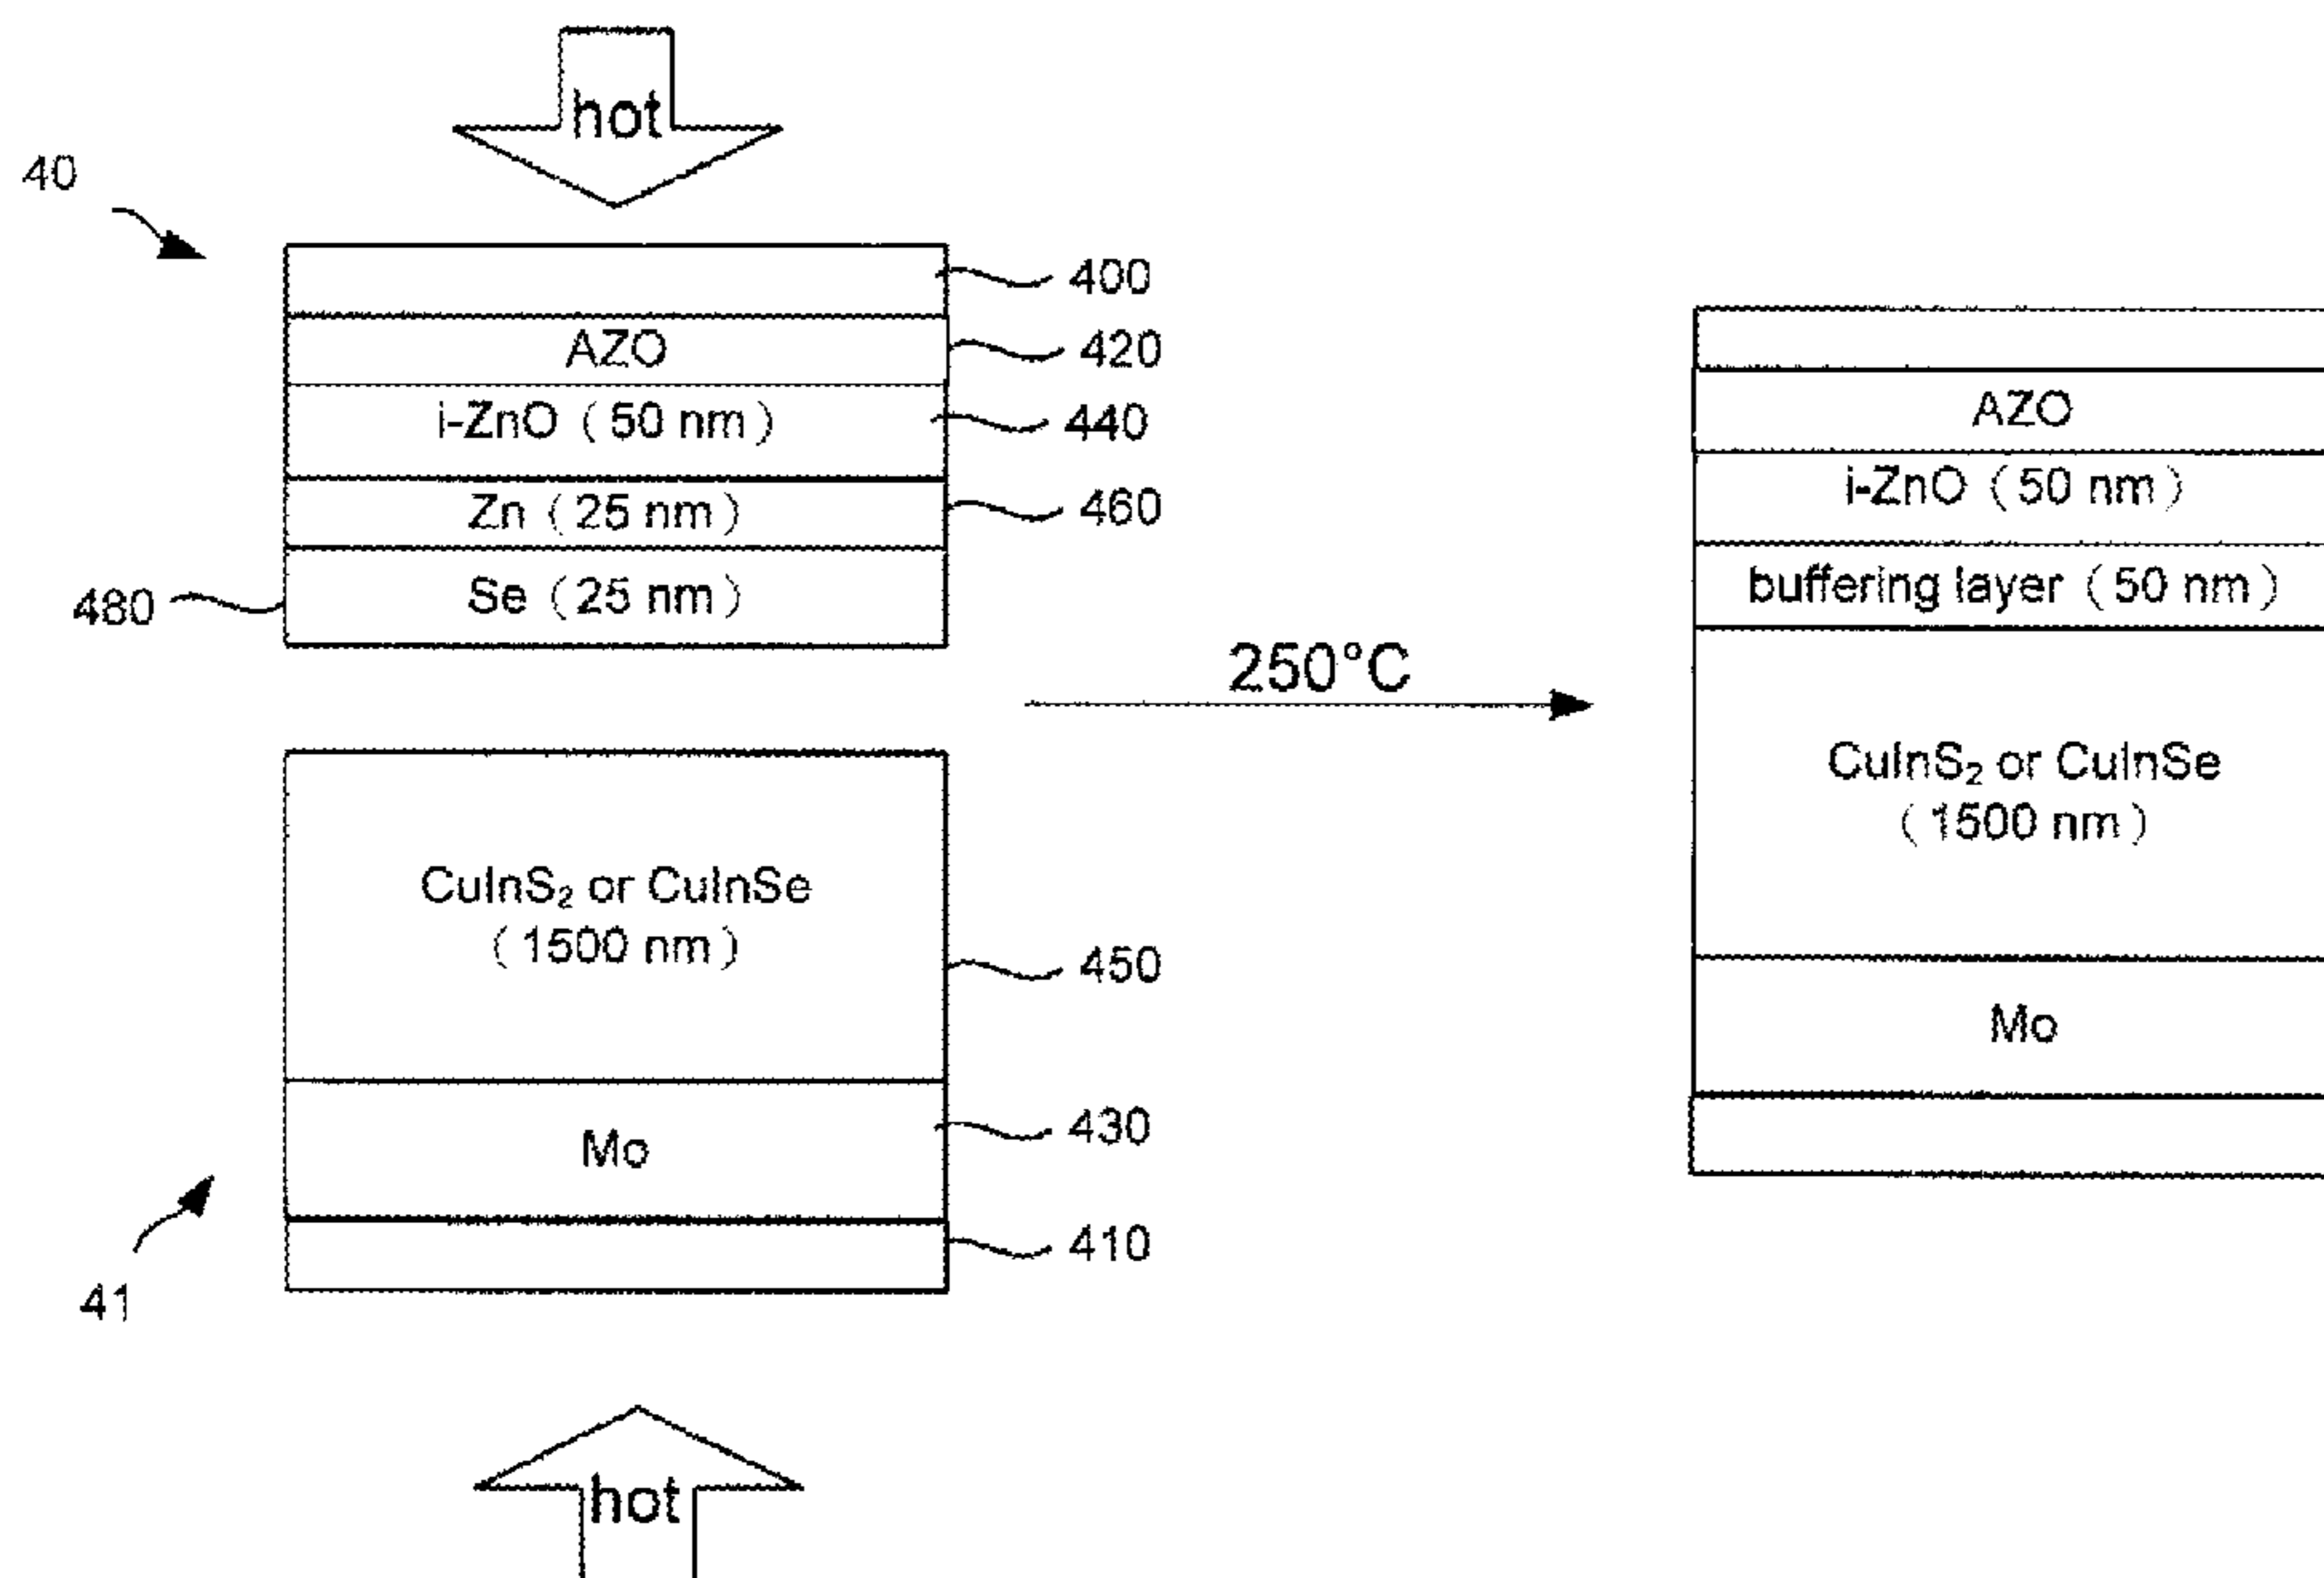 hot
40
400
AZO
420
i-ZnO (50 nm)
440
Zn (25 nm)
460
Se (25 nm)
480
CuInS₂ or CuInSe
(1500 nm)
450
Mo
430
410
41
hot
250°C
AZO
i-ZnO (50 nm)
buffering layer (50 nm)
CuInS₂ or CuInSe
(1500 nm)
Mo